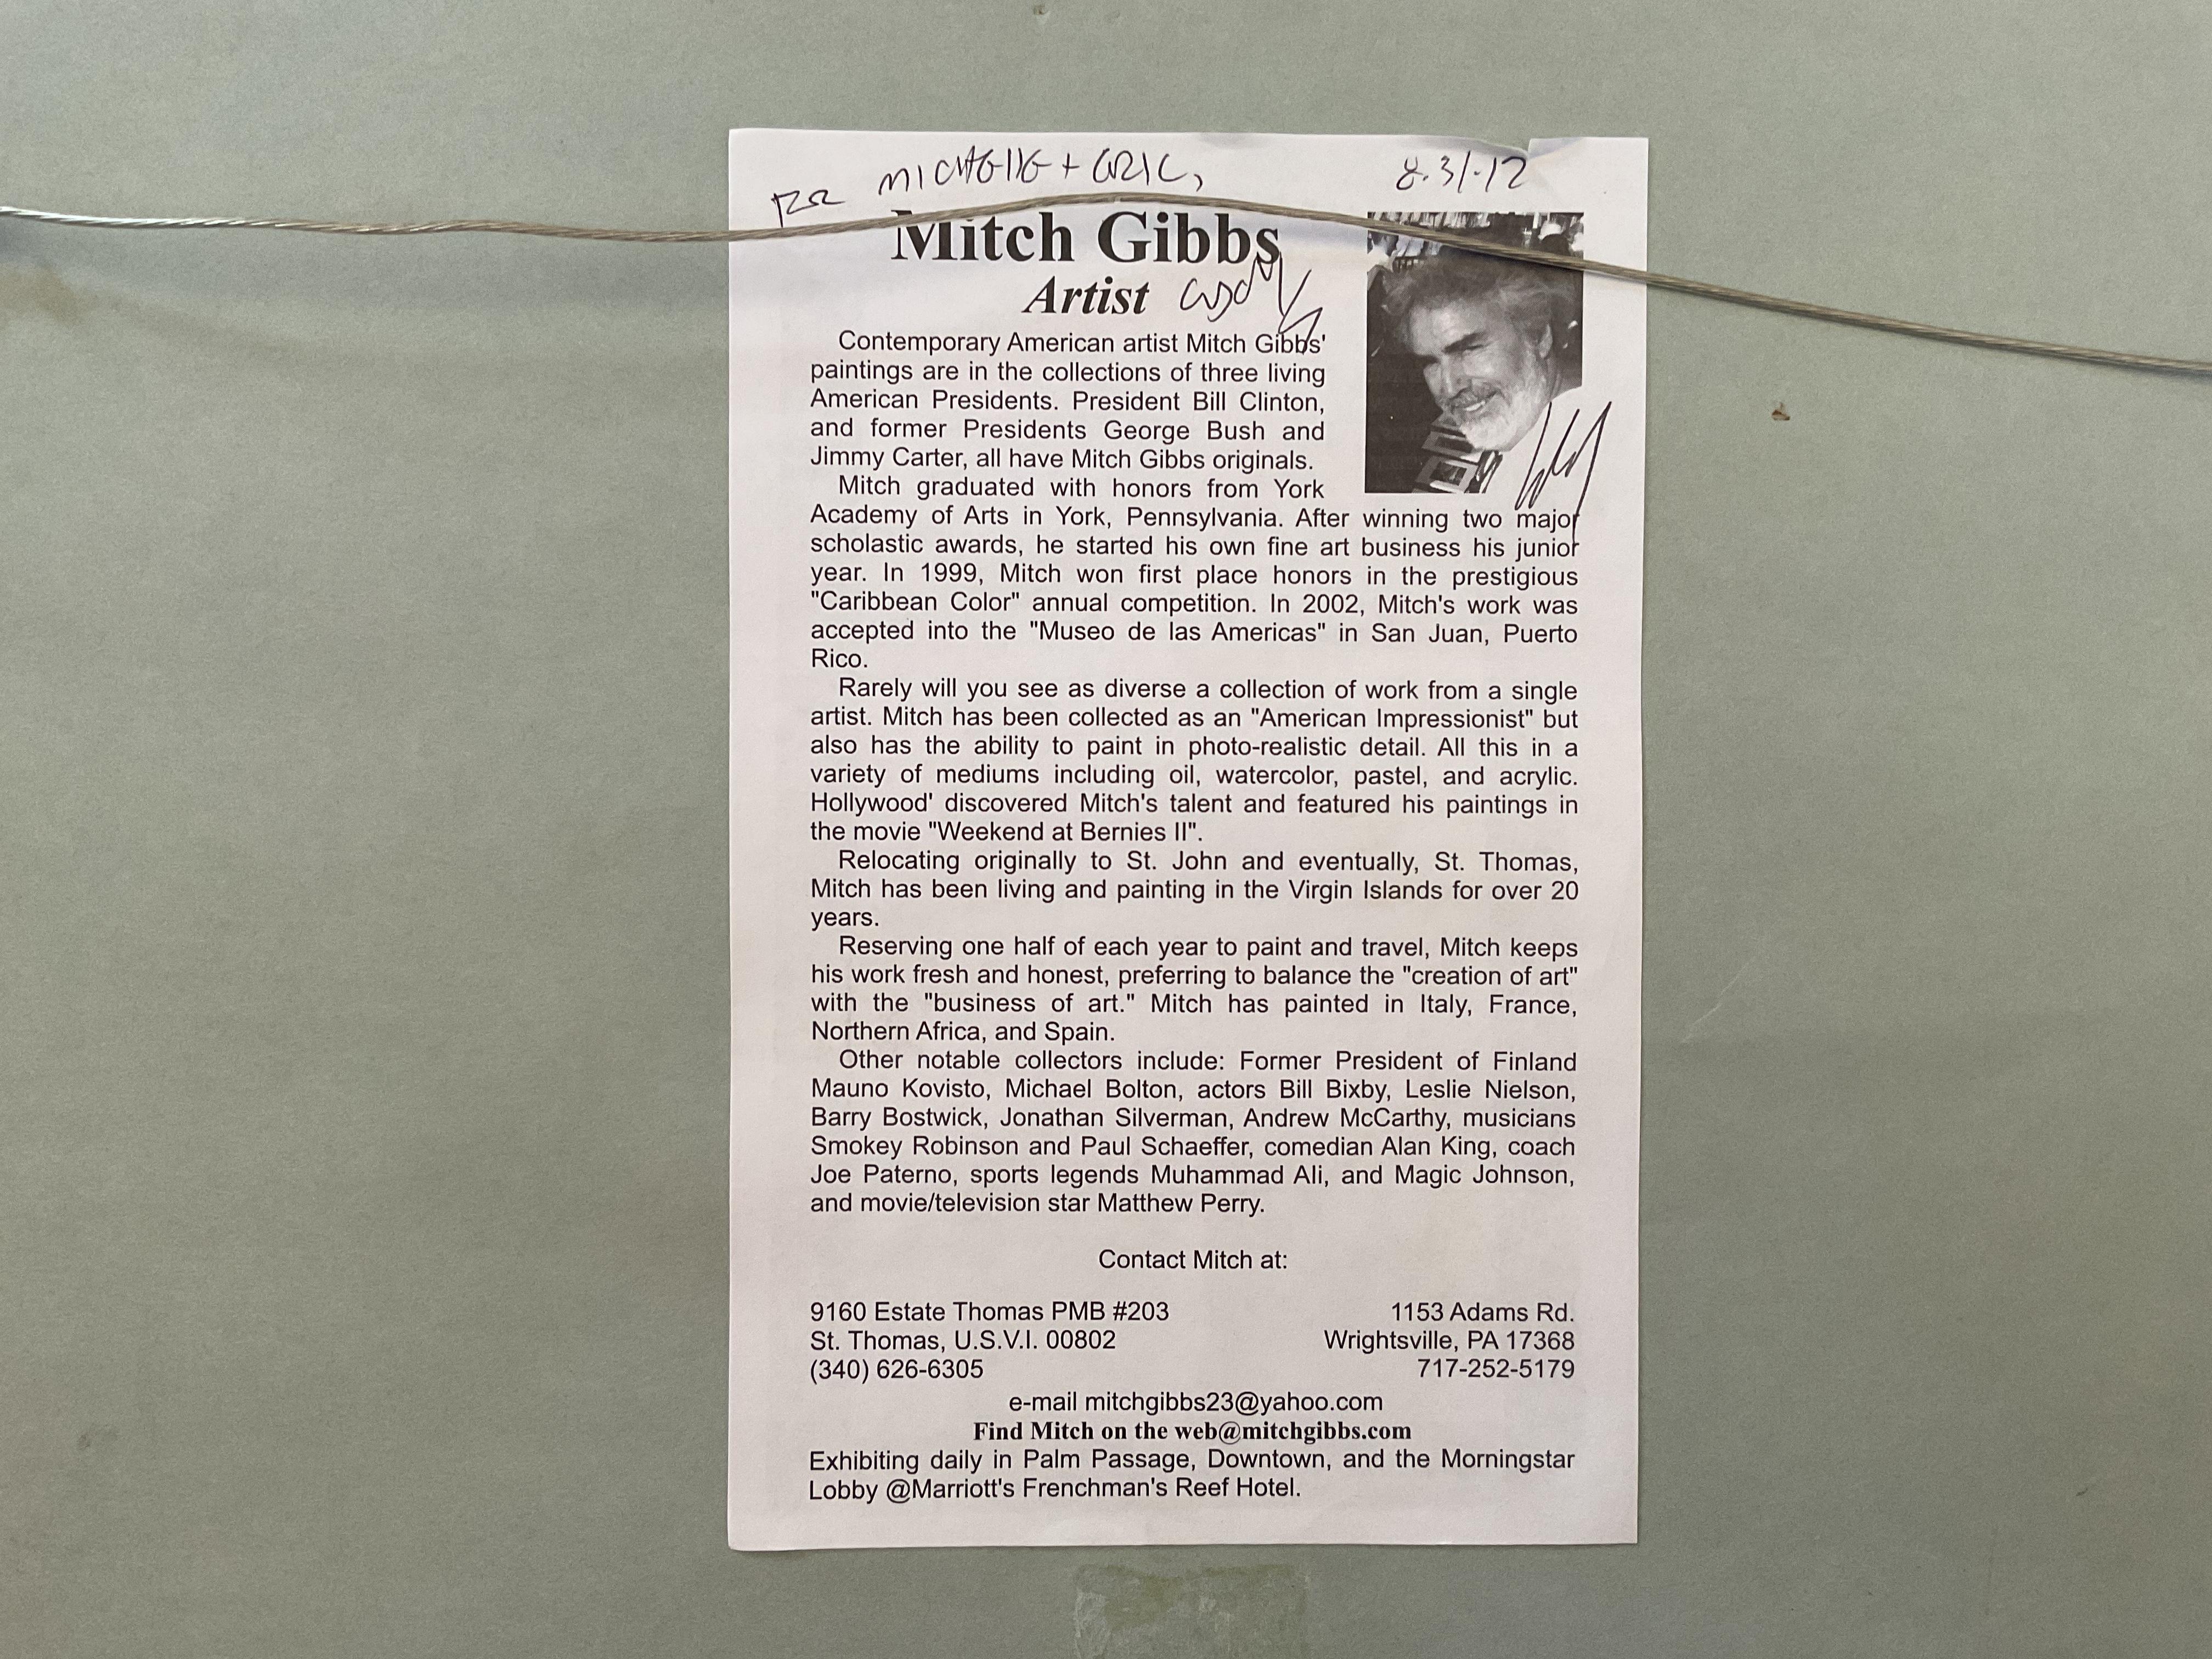 FOR MICHELLE + ERIC, 8.31.12
Mitch Gibbs
Artist
Contemporary American artist Mitch Gibbs'
paintings are in the collections of three living
American Presidents. President Bill Clinton,
and former Presidents George Bush and
Jimmy Carter, all have Mitch Gibbs originals.
Mitch graduated with honors from York
Academy of Arts in York, Pennsylvania. After winning two major
scholastic awards, he started his own fine art business his junior
year. In 1999, Mitch won first place honors in the prestigious
"Caribbean Color" annual competition. In 2002, Mitch's work was
accepted into the "Museo de las Americas" in San Juan, Puerto
Rico.
Rarely will you see as diverse a collection of work from a single
artist. Mitch has been collected as an "American Impressionist" but
also has the ability to paint in photo-realistic detail. All this in a
variety of mediums including oil, watercolor, pastel, and acrylic.
Hollywood' discovered Mitch's talent and featured his paintings in
the movie "Weekend at Bernies II".
Relocating originally to St. John and eventually, St. Thomas,
Mitch has been living and painting in the Virgin Islands for over 20
years.
Reserving one half of each year to paint and travel, Mitch keeps
his work fresh and honest, preferring to balance the "creation of art"
with the "business of art." Mitch has painted in Italy, France,
Northern Africa, and Spain.
Other notable collectors include: Former President of Finland
Mauno Kovisto, Michael Bolton, actors Bill Bixby, Leslie Nielson,
Barry Bostwick, Jonathan Silverman, Andrew McCarthy, musicians
Smokey Robinson and Paul Schaeffer, comedian Alan King, coach
Joe Paterno, sports legends Muhammad Ali, and Magic Johnson,
and movie/television star Matthew Perry.
Contact Mitch at:
9160 Estate Thomas PMB #203 1153 Adams Rd.
St. Thomas, U.S.V.I. 00802 Wrightsville, PA 17368
(340) 626-6305 717-252-5179
e-mail mitchgibbs23@yahoo.com
Find Mitch on the web@mitchgibbs.com
Exhibiting daily in Palm Passage, Downtown, and the Morningstar
Lobby @Marriott's Frenchman's Reef Hotel.